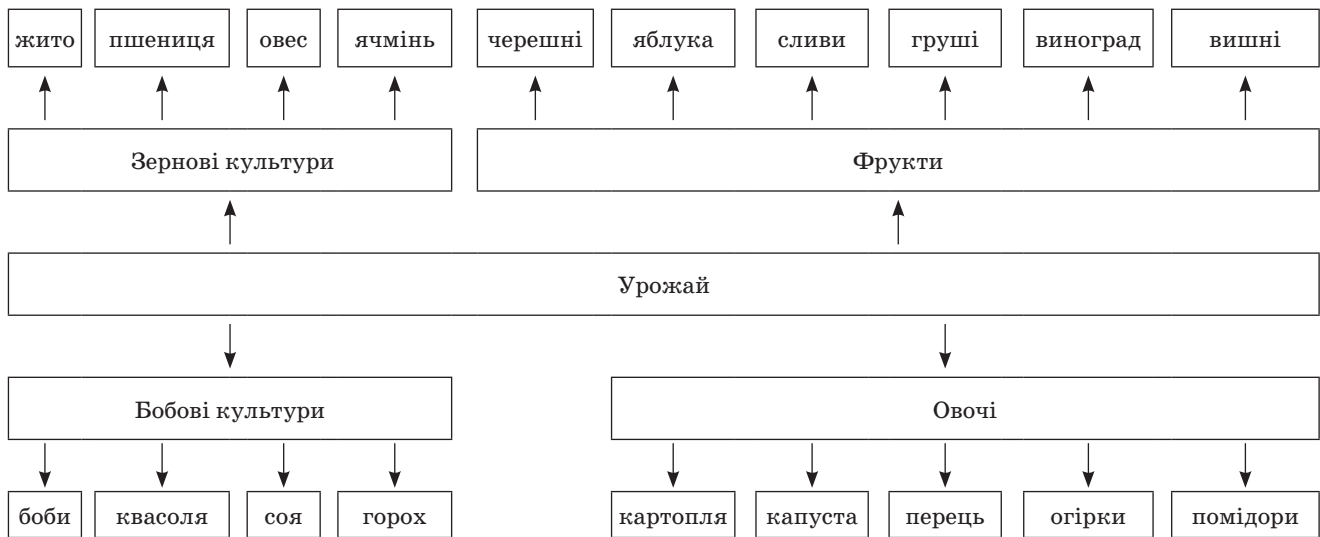 жито пшениця овес ячмінь черешні яблука сливи груші виноград вишні
Зернові культури Фрукти
Урожай
Бобові культури Овочі
боби квасоля соя горох картопля капуста перець огірки помідори